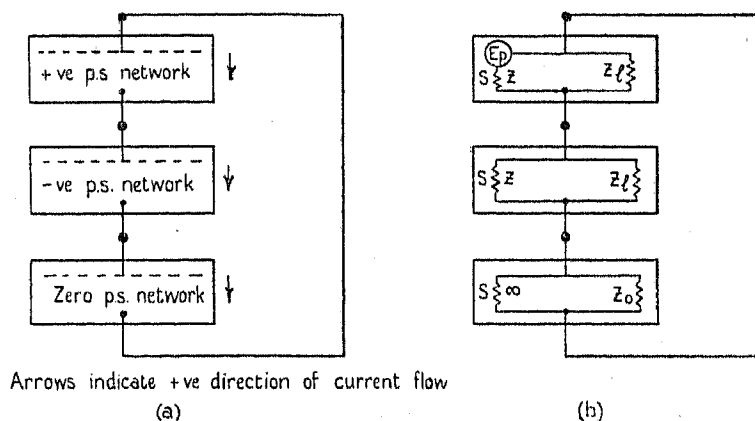 +ve p.s network
-ve p.s. network
Zero p.s. network
Arrows indicate +ve direction of current flow
(a)
Ep
S Z
Zℓ
S Z
Zℓ
S ∞
Z₀
(b)